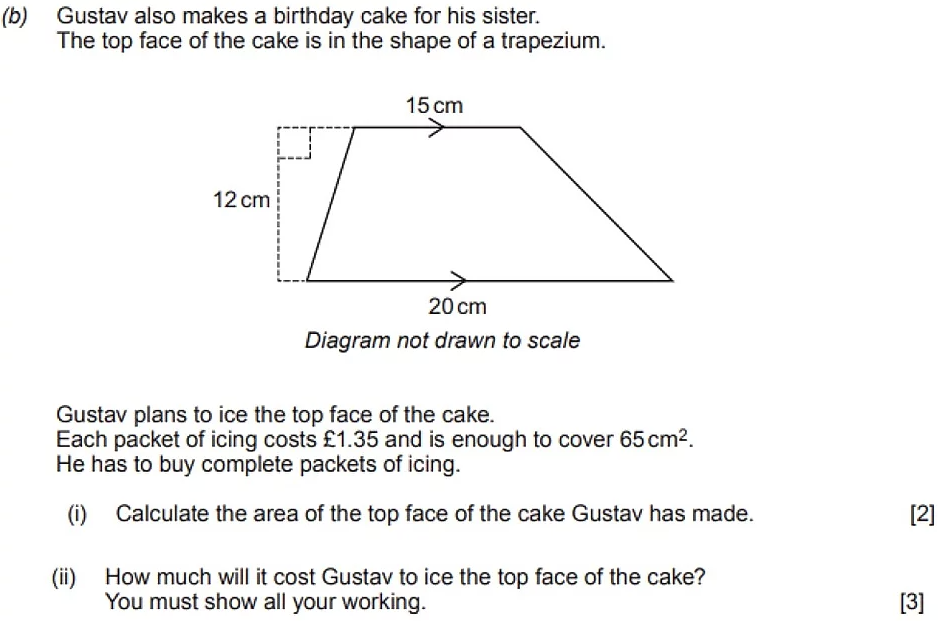 (b) Gustav also makes a birthday cake for his sister.
The top face of the cake is in the shape of a trapezium.
15 cm
12 cm
20 cm
Diagram not drawn to scale
Gustav plans to ice the top face of the cake.
Each packet of icing costs £1.35 and is enough to cover 65 cm².
He has to buy complete packets of icing.
(i) Calculate the area of the top face of the cake Gustav has made. [2]
(ii) How much will it cost Gustav to ice the top face of the cake?
You must show all your working. [3]